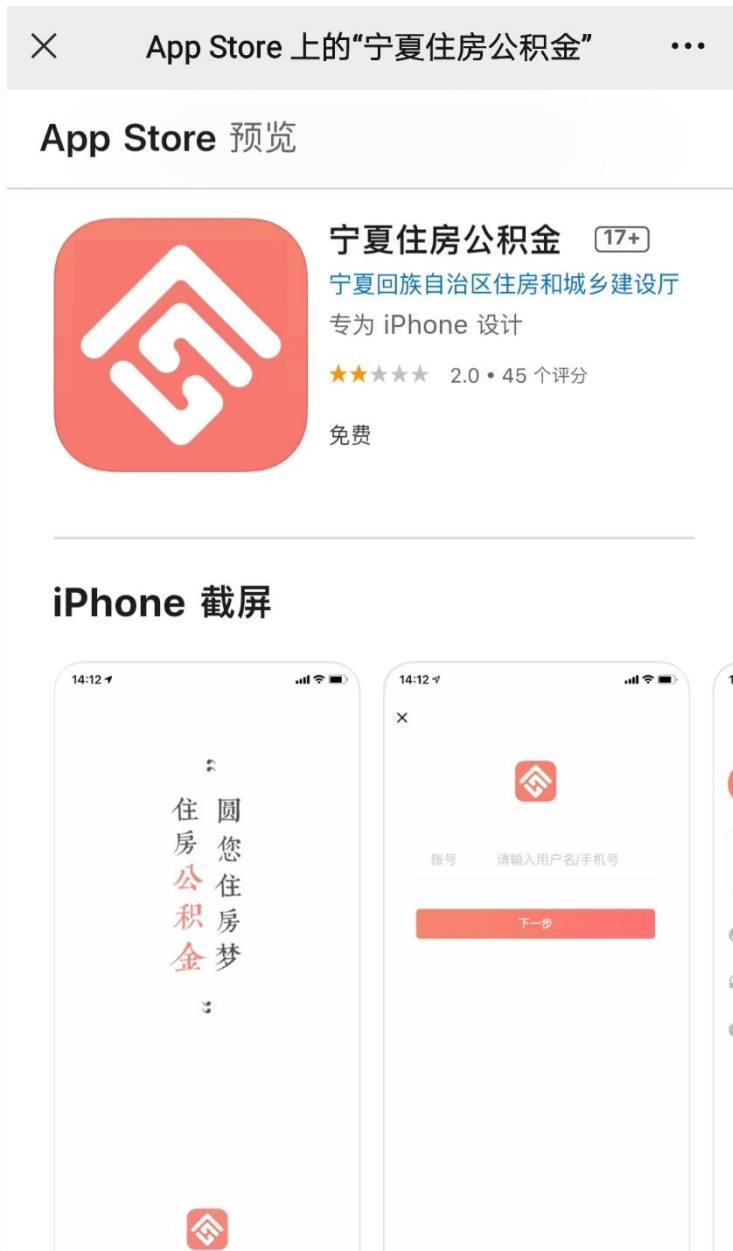 App Store 上的“宁夏住房公积金”
App Store 预览
宁夏住房公积金 17+
宁夏回族自治区住房和城乡建设厅
专为 iPhone 设计
2.0 • 45 个评分
免费
iPhone 截屏
14:12
“
圆您住房梦
住房公积金
”
14:12
账号 请输入用户名/手机号
下一步